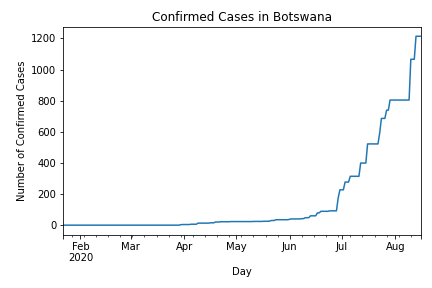 Confirmed Cases in Botswana
1200
1000
800
600
400
200
0
Number of Confirmed Cases
Feb Mar Apr May Jun Jul Aug
2020
Day